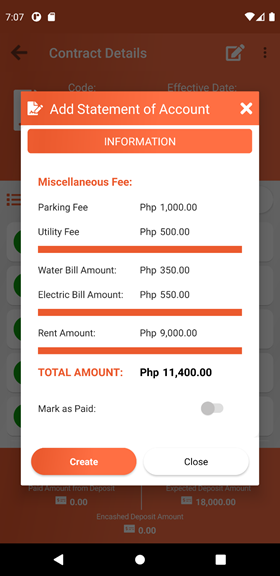 7:07
Contract Details
Code:
Effective Date:
Add Statement of Account
INFORMATION
Miscellaneous Fee:
Parking Fee Php 1,000.00
Utility Fee Php 500.00
Water Bill Amount: Php 350.00
Electric Bill Amount: Php 550.00
Rent Amount: Php 9,000.00
TOTAL AMOUNT: Php 11,400.00
Mark as Paid:
Create Close
Paid Amount from Deposit Expected Deposit Amount
0.00 18,000.00
Encashed Deposit Amount
0.00